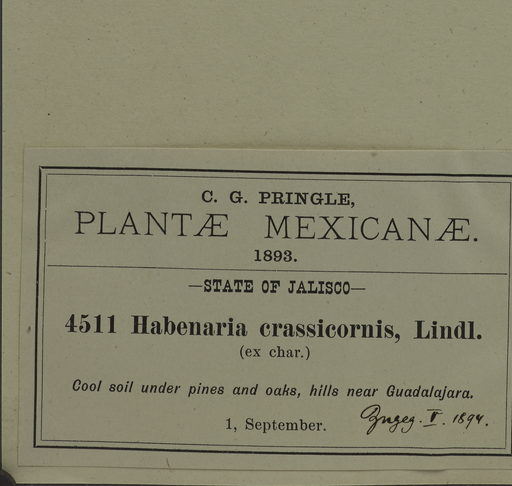 C. G. PRINGLE,
PLANTÆ MEXICANÆ.
1893.
—STATE OF JALISCO—
4511 Habenaria crassicornis, Lindl.
(ex char.)
Cool soil under pines and oaks, hills near Guadalajara.
1, September. Zugeg. V. 1894.